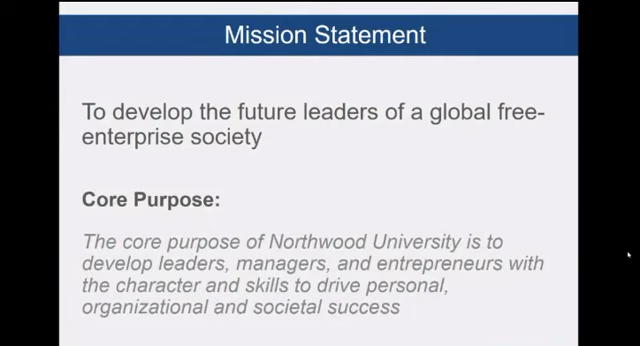 Mission Statement
To develop the future leaders of a global free-
enterprise society
Core Purpose:
The core purpose of Northwood University is to
develop leaders, managers, and entrepreneurs with
the character and skills to drive personal,
organizational and societal success